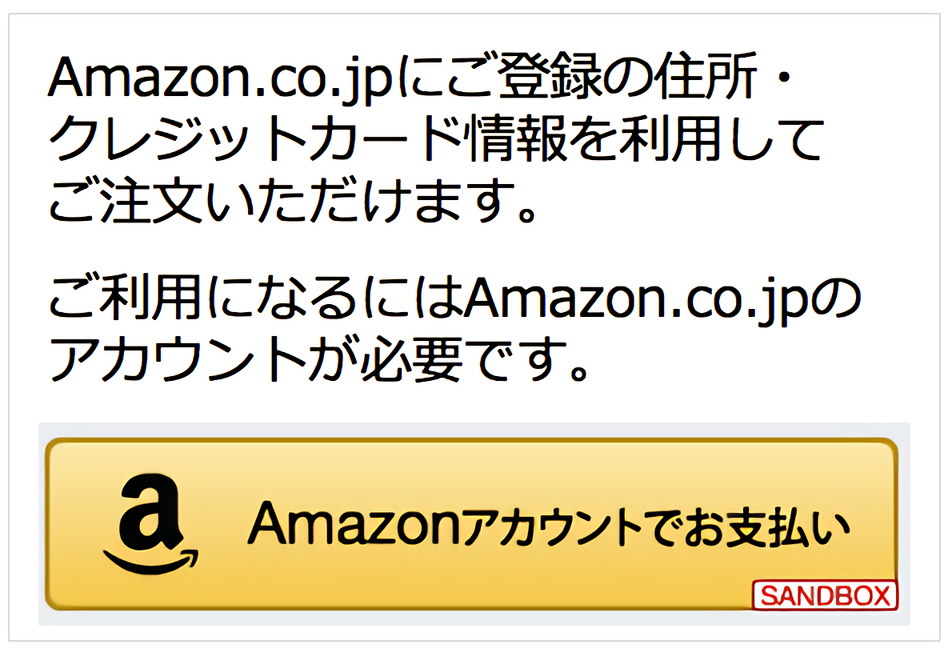 Amazon.co.jpにご登録の住所・
クレジットカード情報を利用して
ご注文いただけます。
ご利用になるにはAmazon.co.jpの
アカウントが必要です。
a
Amazonアカウントでお支払い
SANDBOX